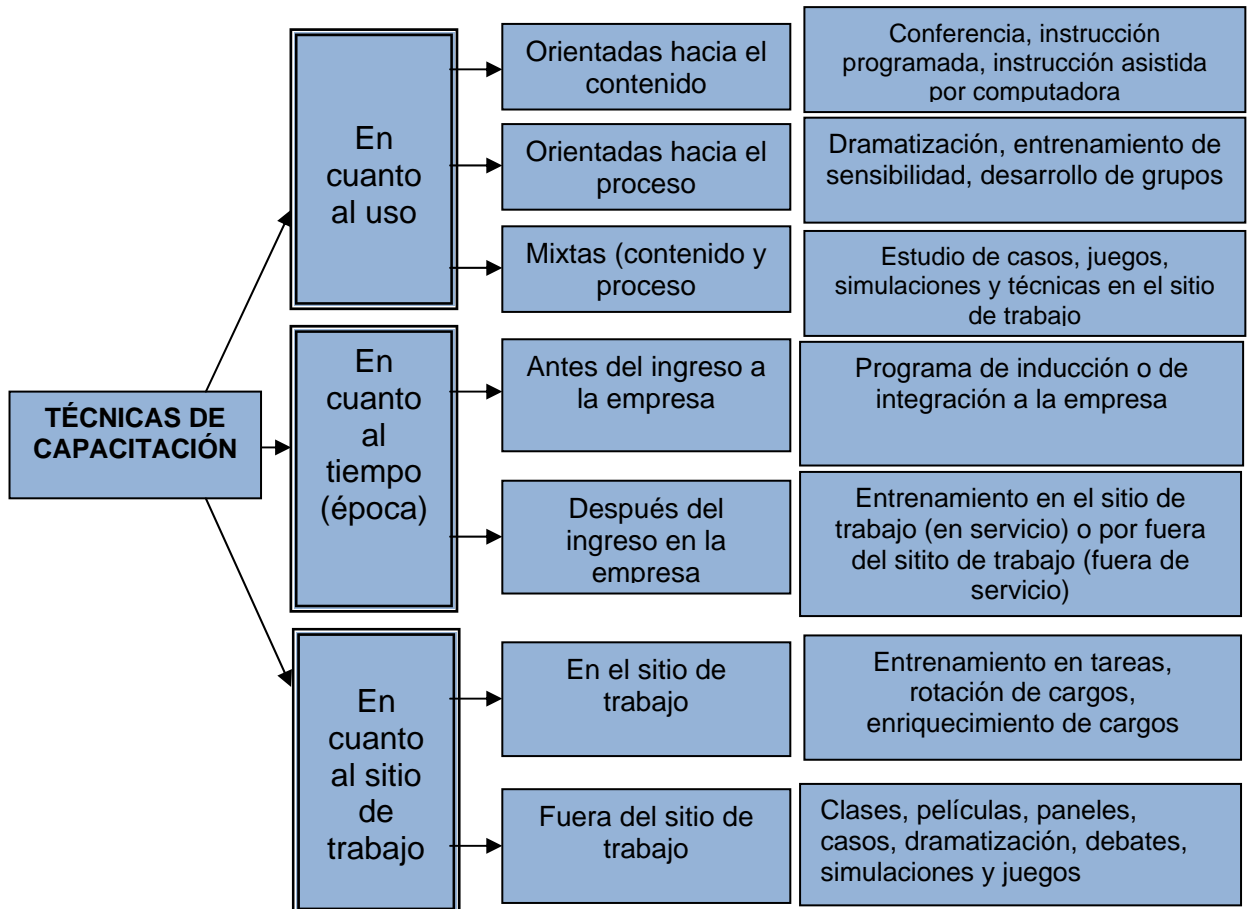 TÉCNICAS DE
CAPACITACIÓN
En
cuanto
al uso
Orientadas hacia el
contenido
Conferencia, instrucción
programada, instrucción asistida
por computadora
Orientadas hacia el
proceso
Dramatización, entrenamiento de
sensibilidad, desarrollo de grupos
Mixtas (contenido y
proceso
Estudio de casos, juegos,
simulaciones y técnicas en el sitio
de trabajo
En
cuanto
al
tiempo
(época)
Antes del ingreso a
la empresa
Programa de inducción o de
integración a la empresa
Después del
ingreso en la
empresa
Entrenamiento en el sitio de
trabajo (en servicio) o por fuera
del sitito de trabajo (fuera de
servicio)
En
cuanto
al sitio
de
trabajo
En el sitio de
trabajo
Entrenamiento en tareas,
rotación de cargos,
enriquecimiento de cargos
Fuera del sitio de
trabajo
Clases, películas, paneles,
casos, dramatización, debates,
simulaciones y juegos